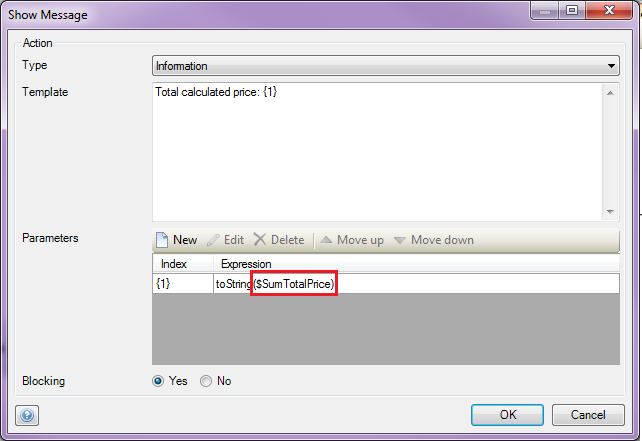 Show Message
Action
Type
Information
Template
Total calculated price: {1}
Parameters
New Edit Delete Move up Move down
Index Expression
{1} toString($SumTotalPrice)
Blocking
Yes No
? OK Cancel